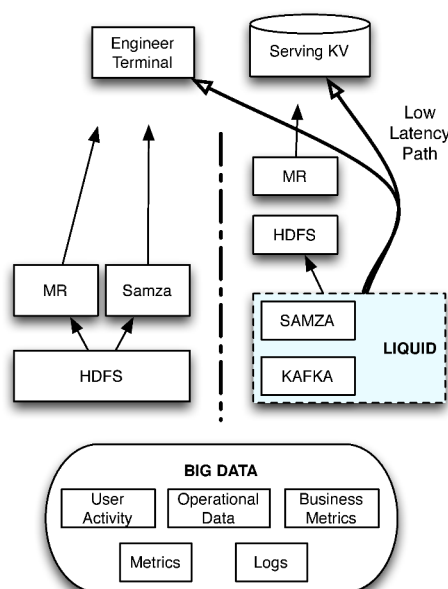 Engineer
Terminal
Serving KV
Low
Latency
Path
MR
HDFS
MR
Samza
HDFS
SAMZA
LIQUID
KAFKA
BIG DATA
User
Activity
Operational
Data
Business
Metrics
Metrics
Logs